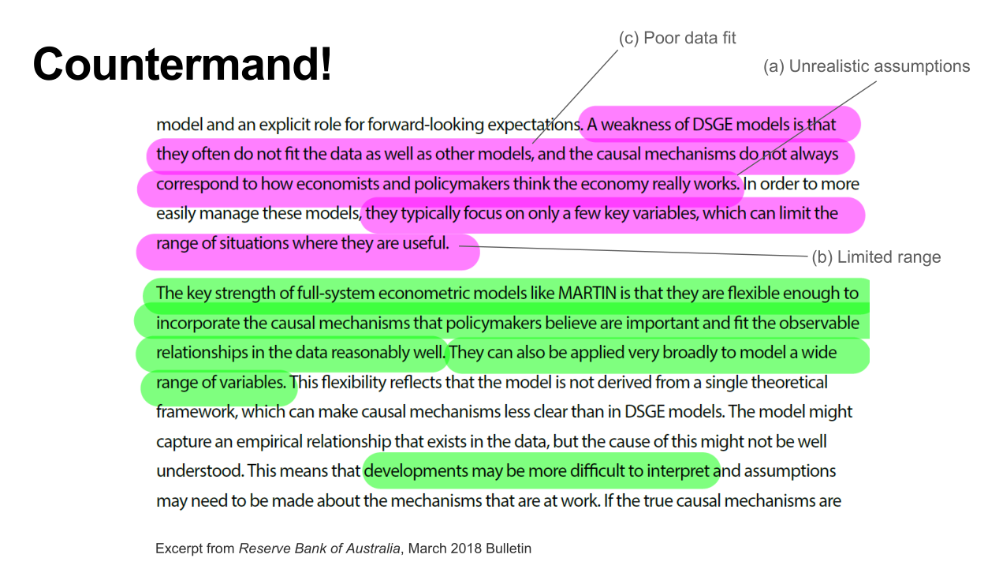 Countermand!
(c) Poor data fit
(a) Unrealistic assumptions
model and an explicit role for forward-looking expectations. A weakness of DSGE models is that
they often do not fit the data as well as other models, and the causal mechanisms do not always
correspond to how economists and policymakers think the economy really works. In order to more
easily manage these models, they typically focus on only a few key variables, which can limit the
range of situations where they are useful.
(b) Limited range
The key strength of full-system econometric models like MARTIN is that they are flexible enough to
incorporate the causal mechanisms that policymakers believe are important and fit the observable
relationships in the data reasonably well. They can also be applied very broadly to model a wide
range of variables. This flexibility reflects that the model is not derived from a single theoretical
framework, which can make causal mechanisms less clear than in DSGE models. The model might
capture an empirical relationship that exists in the data, but the cause of this might not be well
understood. This means that developments may be more difficult to interpret and assumptions
may need to be made about the mechanisms that are at work. If the true causal mechanisms are
Excerpt from Reserve Bank of Australia, March 2018 Bulletin